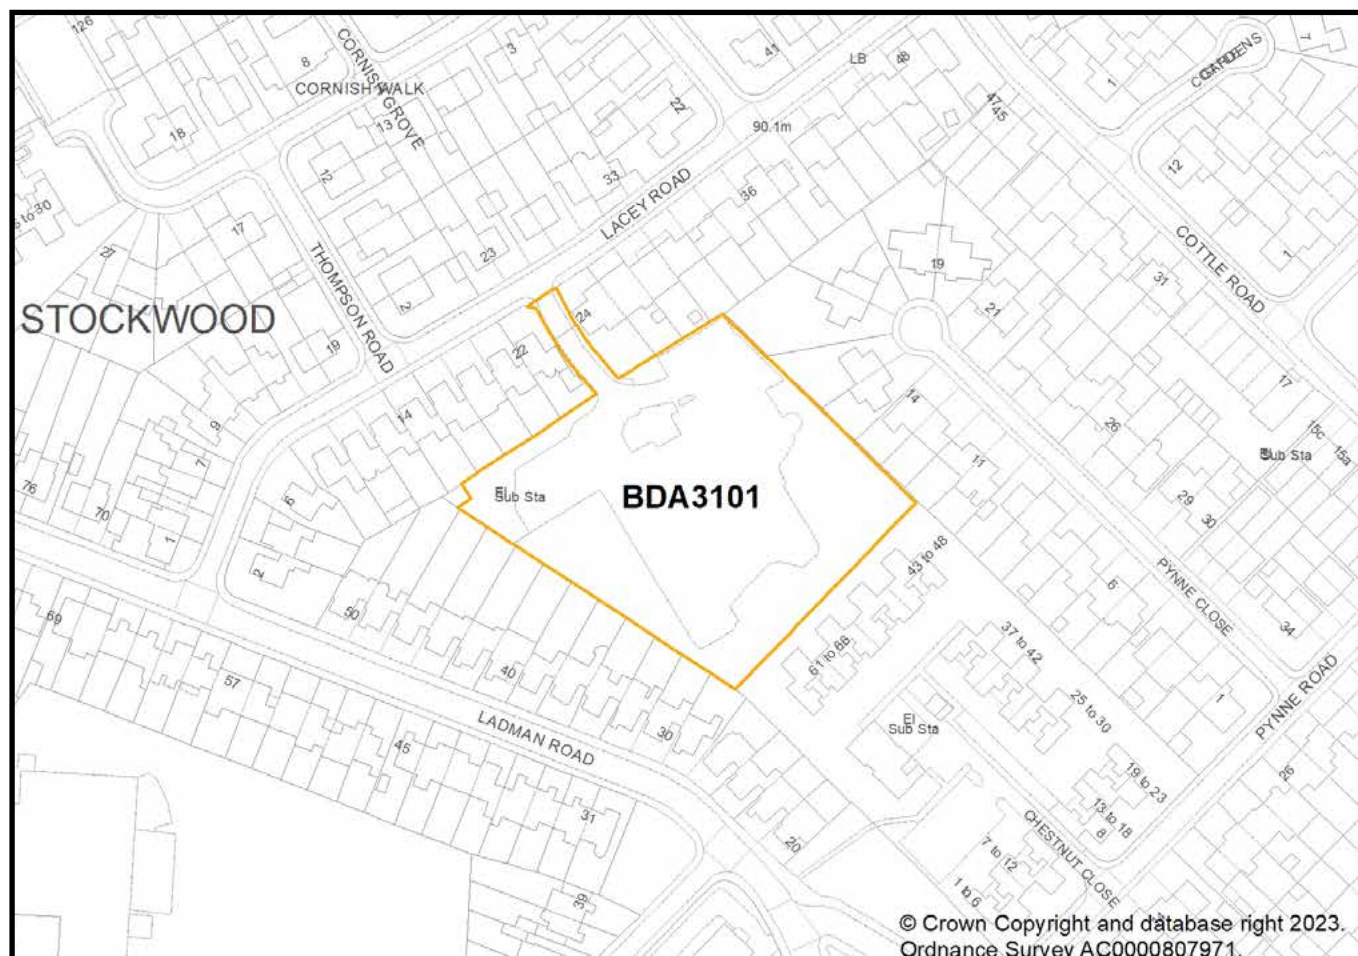 126
CORNISH GROVE
8
CORNISH WALK
3
13
18
12
41
LB
48
22
90.1m
33
LACEY ROAD
36
47
45
1
GARDENS
7
12
1
COTTLE ROAD
31
17
15c
15a
Sub Sta
19
21
27
17
THOMPSON ROAD
2
23
STOCKWOOD
19
24
22
14
9
7
76
70
1
6
2
El
Sub Sta
BDA3101
14
11
26
29
30
43 to 48
6
PYNNE CLOSE
34
61 to 66
37 to 42
25 to 30
1
PYNNE ROAD
26
69
50
57
40
LADMAN ROAD
30
45
31
39
20
El
Sub Sta
19 to 23
13 to 18
8
CHESTNUT CLOSE
7 to 12
1 to 6
© Crown Copyright and database right 2023.
Ordnance Survey AC0000807971.